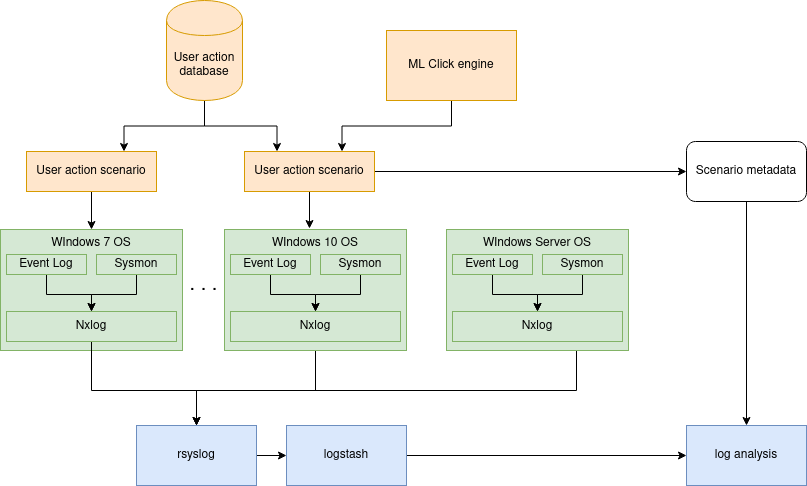 User action
database
ML Click engine
User action scenario
User action scenario
Scenario metadata
WIndows 7 OS
Event Log
Sysmon
Nxlog
. . .
WIndows 10 OS
Event Log
Sysmon
Nxlog
WIndows Server OS
Event Log
Sysmon
Nxlog
rsyslog
logstash
log analysis